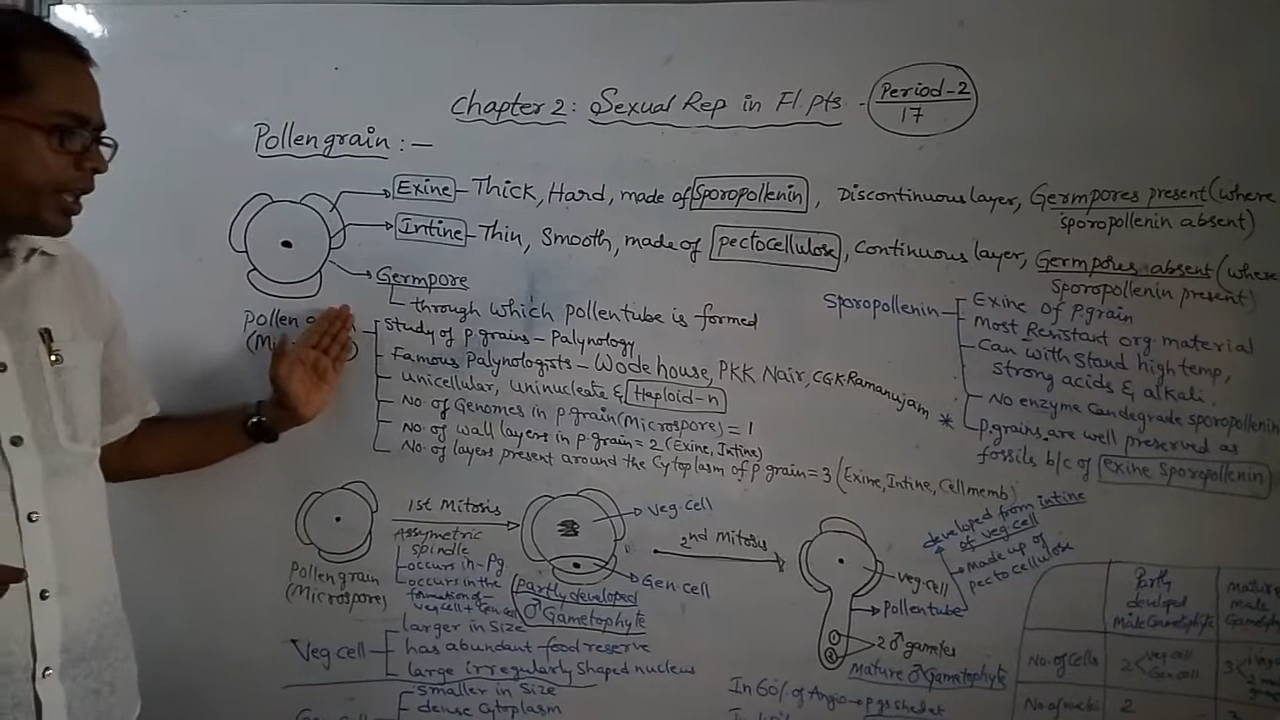 Chapter 2: Sexual Rep in Fl. pts. - Period-2
17
Pollengrain :-
Exine - Thick, Hard, made of Sporopollenin, Discontinuous layer, Germpores present (where
sporopollenin absent)
Intine - Thin, Smooth, made of pectocellulose, Continuous layer, Germpores absent (where
Sporopollenin present)
Germpore
through which pollentube is formed
Pollen
(Mi
Study of p.grains - Palynology
Famous Palynologists - Wodehouse, PKK Nair, CGK Ramanujam
Unicellular, Uninucleate & Haploid-n
No. of Genomes in p.grain (Microspore) = 1
No. of wall layers in p.grain = 2 (Exine, Intine)
No. of layers present around the Cytoplasm of p grain = 3 (Exine, Intine, Cell memb)
Sporopollenin
Exine of p.grain
Most Resistant org. material
Can with stand high temp,
strong acids & alkali.
No enzyme can degrade sporopollenin
* p.grains are well preserved as
fossils b/c of exine sporopollenin
Pollen grain
(Microspore)
1st Mitosis
Assymetric
spindle
occurs in - Pg
occurs in the
formation of -
veg cell + Gen cell
Veg. cell
Gen. cell
Partly developed
♂ Gametophyte
2nd Mitosis
veg. cell
Pollentube
2 ♂ gametes
Mature ♂ Gametophyte
developed from intine
of veg. cell
Made up of
pectocellulose
Veg cell
larger in size
has abundant food reserve
large irregularly shaped nucleus
smaller in size
dense cytoplasm
In 60% of Angio → pgs shed at
Partly
developed
Male Gametophyte
Mature
male
No. of Cells
2 < veg cell
Gen cell
3
No. of nuclei
2